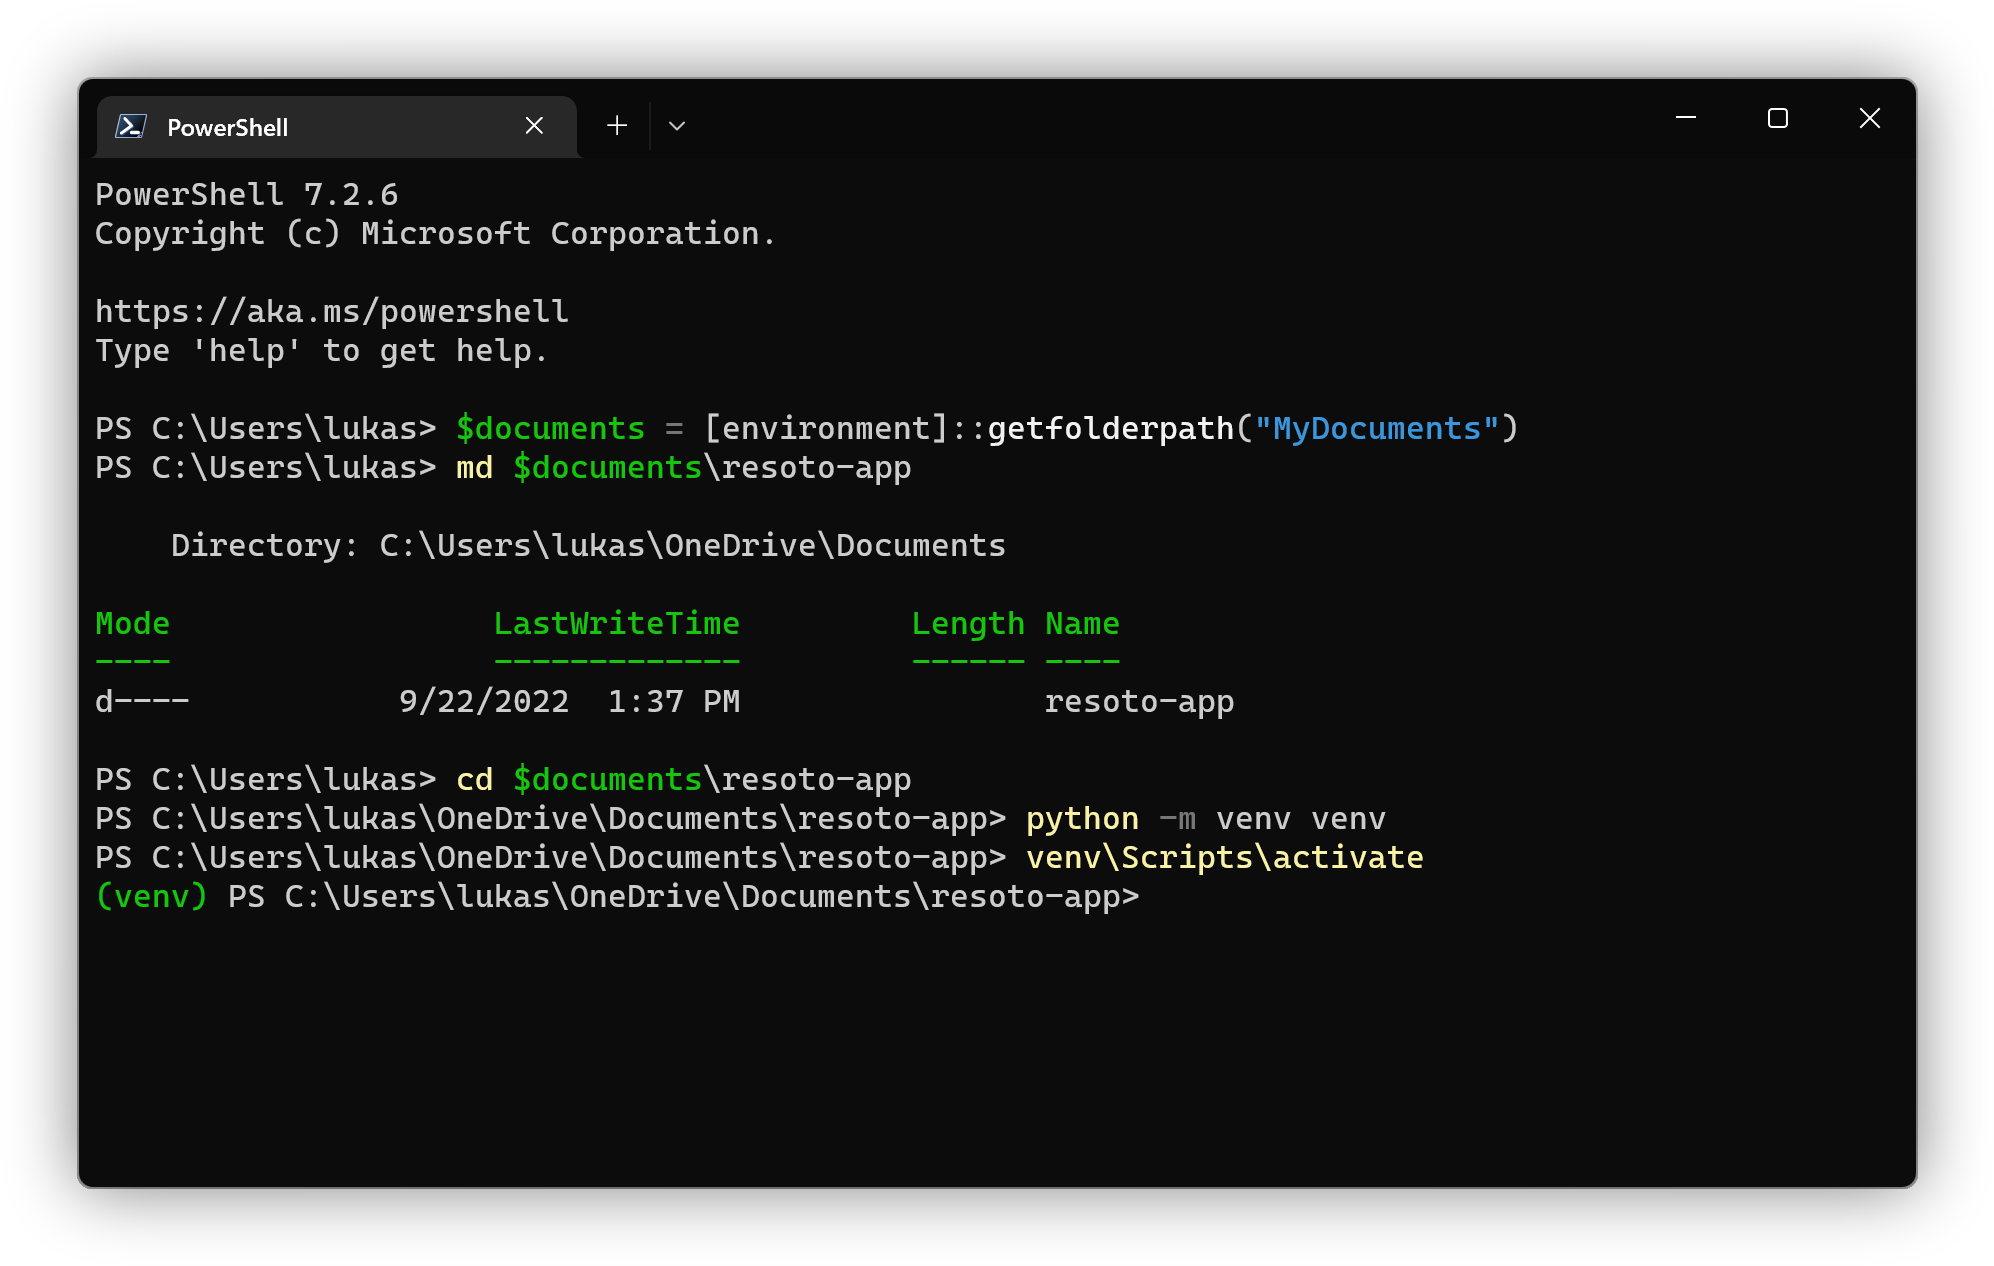 PowerShell
PowerShell 7.2.6
Copyright (c) Microsoft Corporation.
https://aka.ms/powershell
Type 'help' to get help.
PS C:\Users\lukas> $documents = [environment]::getfolderpath("MyDocuments")
PS C:\Users\lukas> md $documents\resoto-app
Directory: C:\Users\lukas\OneDrive\Documents
Mode                 LastWriteTime         Length Name
----                 -------------         ------ ----
d----           9/22/2022  1:37 PM                resoto-app
PS C:\Users\lukas> cd $documents\resoto-app
PS C:\Users\lukas\OneDrive\Documents\resoto-app> python -m venv venv
PS C:\Users\lukas\OneDrive\Documents\resoto-app> venv\Scripts\activate
(venv) PS C:\Users\lukas\OneDrive\Documents\resoto-app>